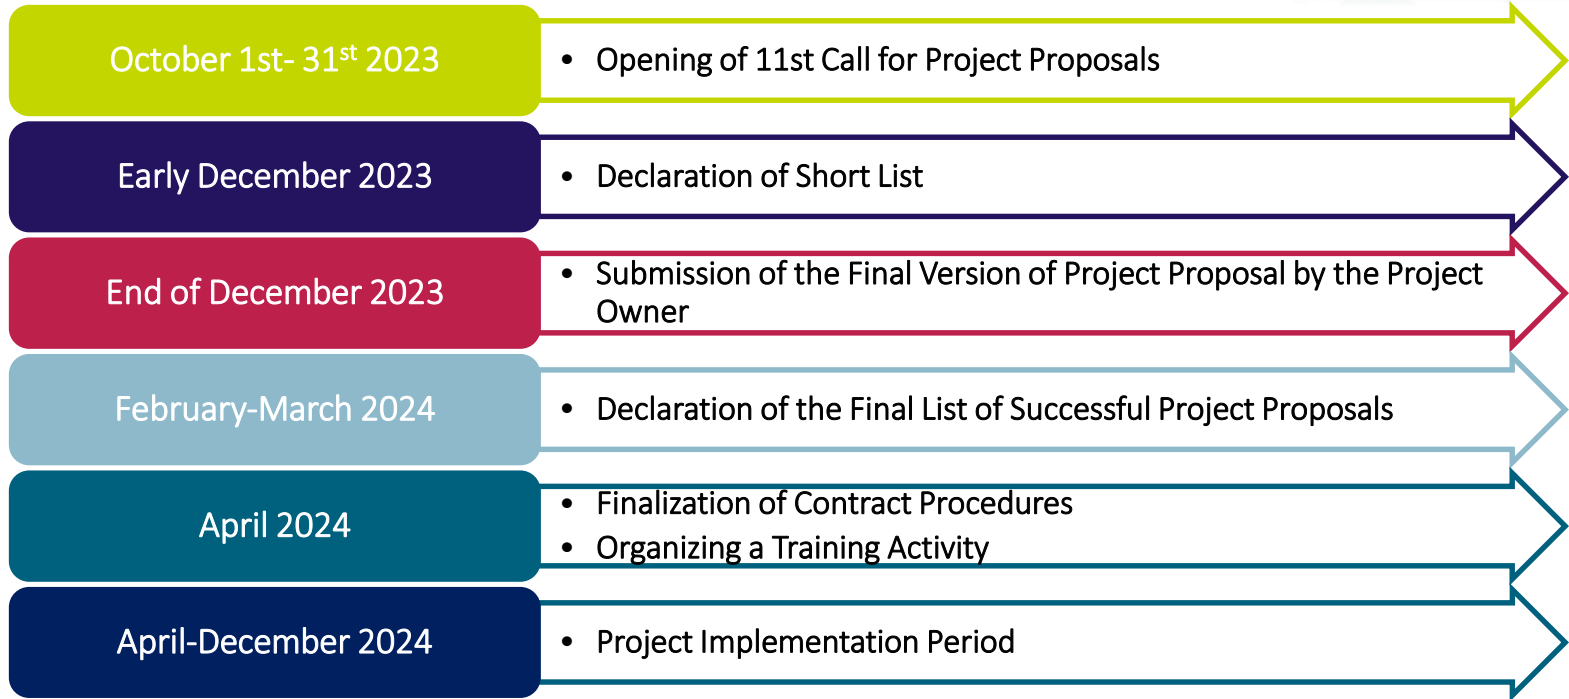 October 1st- 31st 2023
• Opening of 11st Call for Project Proposals
Early December 2023
• Declaration of Short List
End of December 2023
• Submission of the Final Version of Project Proposal by the Project
Owner
February-March 2024
• Declaration of the Final List of Successful Project Proposals
April 2024
• Finalization of Contract Procedures
• Organizing a Training Activity
April-December 2024
• Project Implementation Period